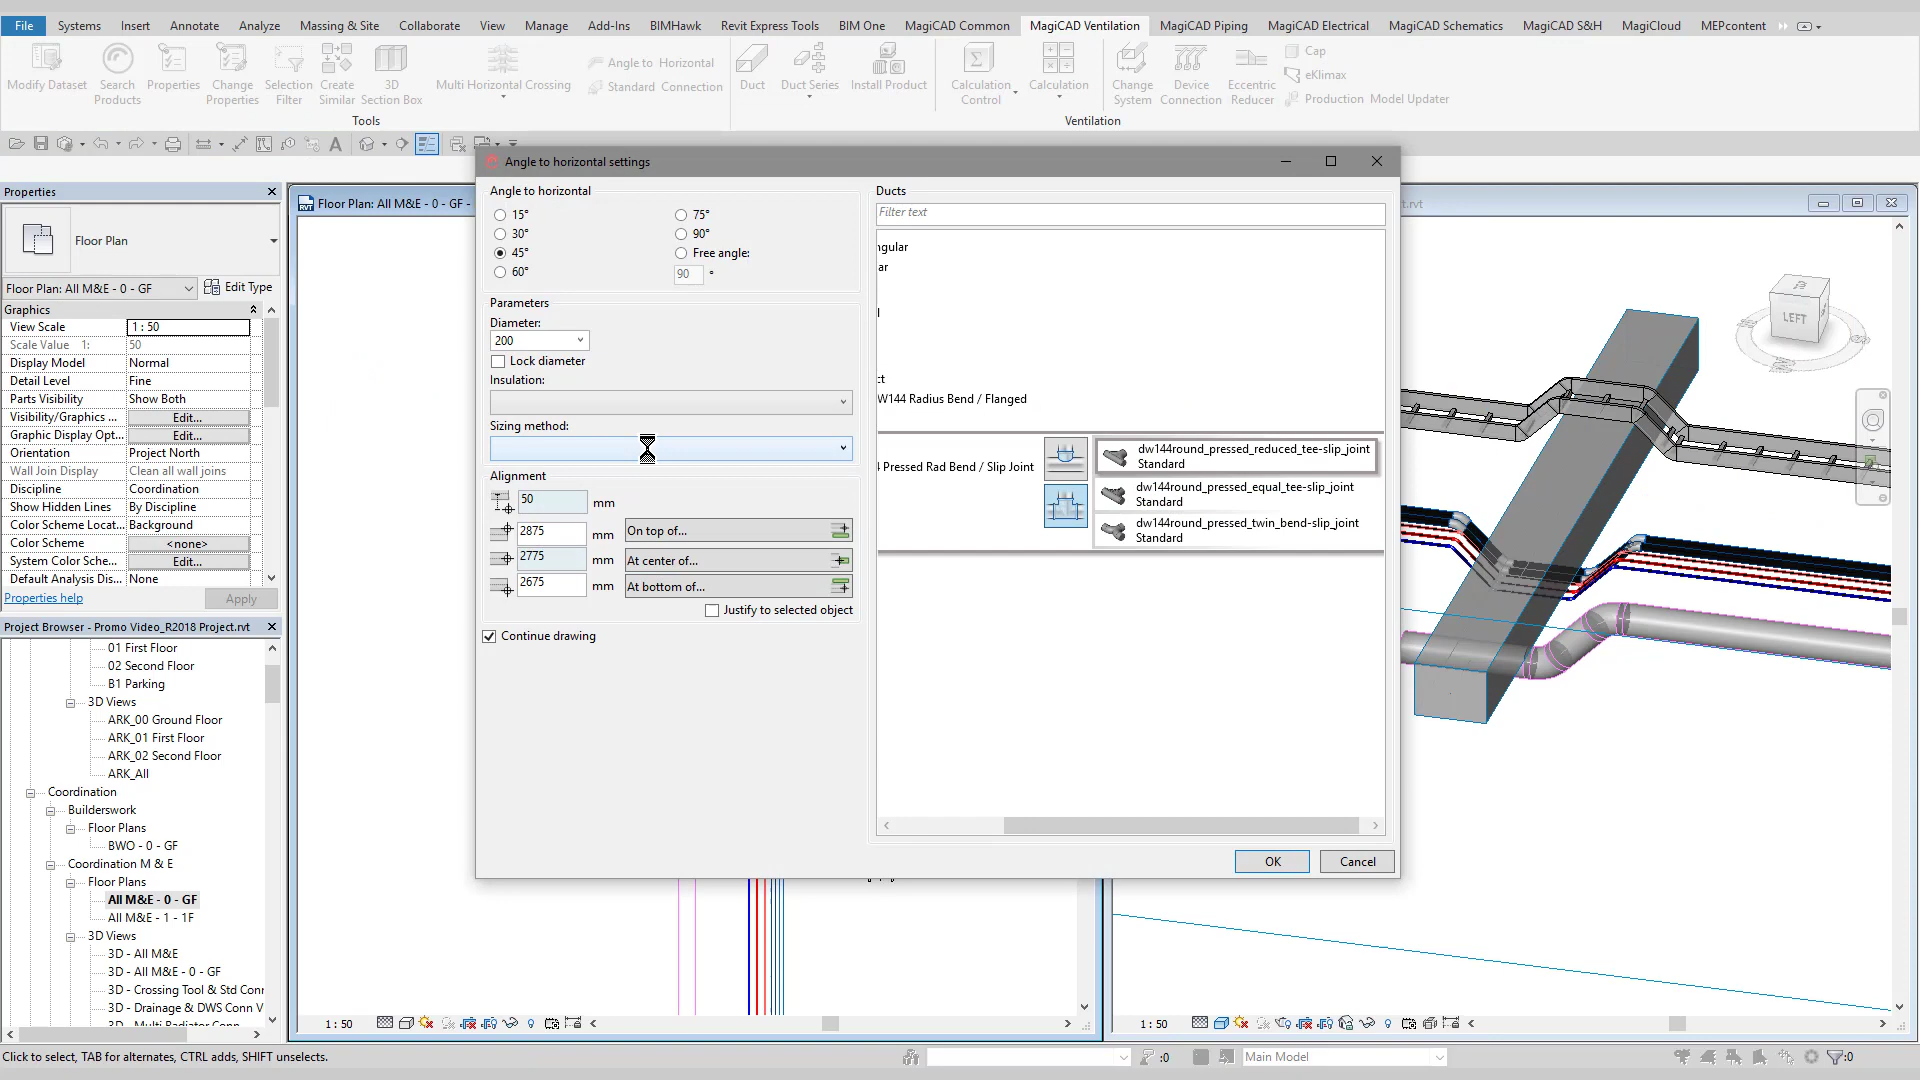 File Systems Insert Annotate Analyze Massing & Site Collaborate View Manage Add-Ins BIMHawk Revit Express Tools BIM One MagiCAD Common MagiCAD Ventilation MagiCAD Piping MagiCAD Electrical MagiCAD Schematics MagiCAD S&H MagiCloud MEPcontent
Modify Dataset
Search Products
Properties
Change Properties
Selection Filter
Create Similar
3D Section Box
Multi Horizontal Crossing
Angle to Horizontal
Standard Connection
Duct
Duct Series
Install Product
Calculation Control
Calculation
Change System
Device Connection
Eccentric Reducer
Cap
eKlimax
Production Model Updater
Tools
Ventilation
Properties
Floor Plan
Floor Plan: All M&E - 0 - GF
Edit Type
Graphics
View Scale 1 : 50
Scale Value 1: 50
Display Model Normal
Detail Level Fine
Parts Visibility Show Both
Visibility/Graphics ... Edit...
Graphic Display Opt... Edit...
Orientation Project North
Wall Join Display Clean all wall joins
Discipline Coordination
Show Hidden Lines By Discipline
Color Scheme Locat... Background
Color Scheme <none>
System Color Sche... Edit...
Default Analysis Dis... None
Properties help
Apply
Project Browser - Promo Video_R2018 Project.rvt
01 First Floor
02 Second Floor
B1 Parking
3D Views
ARK_00 Ground Floor
ARK_01 First Floor
ARK_02 Second Floor
ARK_All
Coordination
Builderswork
Floor Plans
BWO - 0 - GF
Coordination M & E
Floor Plans
All M&E - 0 - GF
All M&E - 1 - 1F
3D Views
3D - All M&E
3D - All M&E - 0 - GF
3D - Crossing Tool & Std Conr
3D - Drainage & DWS Conn V
Floor Plan: All M&E - 0 - GF -
t.rvt
Angle to horizontal settings
Angle to horizontal
15°
30°
45°
60°
75°
90°
Free angle:
90 °
Parameters
Diameter:
200
Lock diameter
Insulation:
Sizing method:
Alignment
50 mm
2875 mm On top of...
2775 mm At center of...
2675 mm At bottom of...
Justify to selected object
Continue drawing
Ducts
Filter text
ngular
ar
ct
W144 Radius Bend / Flanged
4 Pressed Rad Bend / Slip Joint
dw144round_pressed_reduced_tee-slip_joint
Standard
dw144round_pressed_equal_tee-slip_joint
Standard
dw144round_pressed_twin_bend-slip_joint
Standard
OK
Cancel
LEFT
1 : 50
1 : 50
Click to select, TAB for alternates, CTRL adds, SHIFT unselects.
:0
Main Model
:0